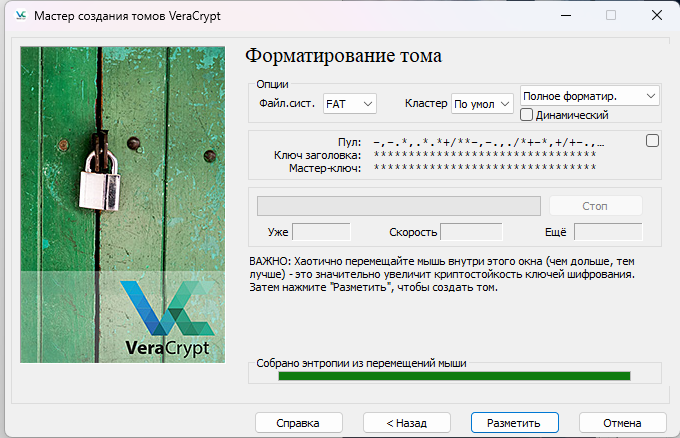 Мастер создания томов VeraCrypt
Форматирование тома
Опции
Файл.сист. FAT Кластер По умол Полное форматир.
Динамический
Пул: -,-.*,.*.*+/**-,-.,./*+-*,+/+-.,...
Ключ заголовка: ********************************
Мастер-ключ: ********************************
Стоп
Уже Скорость Ещё
ВАЖНО: Хаотично перемещайте мышь внутри этого окна (чем дольше, тем
лучше) - это значительно увеличит криптостойкость ключей шифрования.
Затем нажмите "Разметить", чтобы создать том.
VeraCrypt
Собрано энтропии из перемещений мыши
Справка < Назад Разметить Отмена